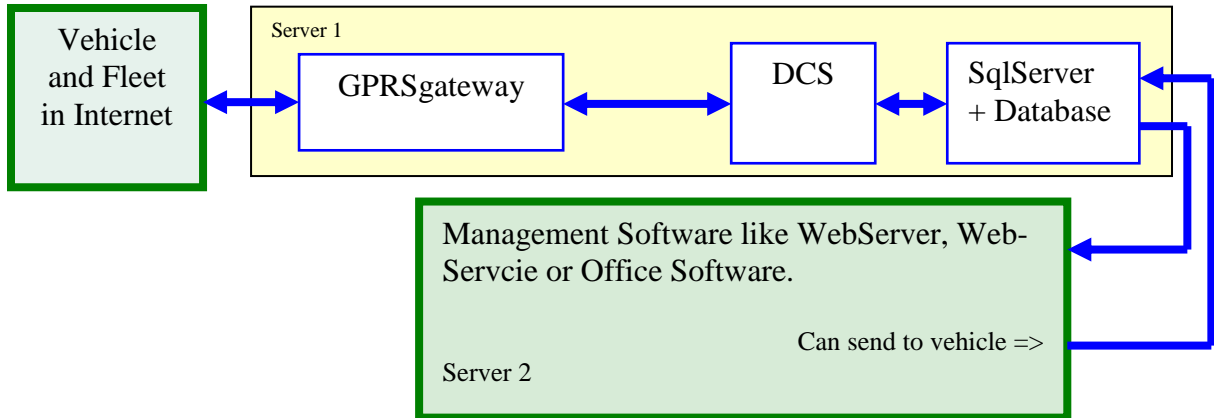 Vehicle
and Fleet
in Internet
Server 1
GPRSgateway
DCS
SqlServer
+ Database
Management Software like WebServer, Web-
Servcie or Office Software.
Can send to vehicle =>
Server 2